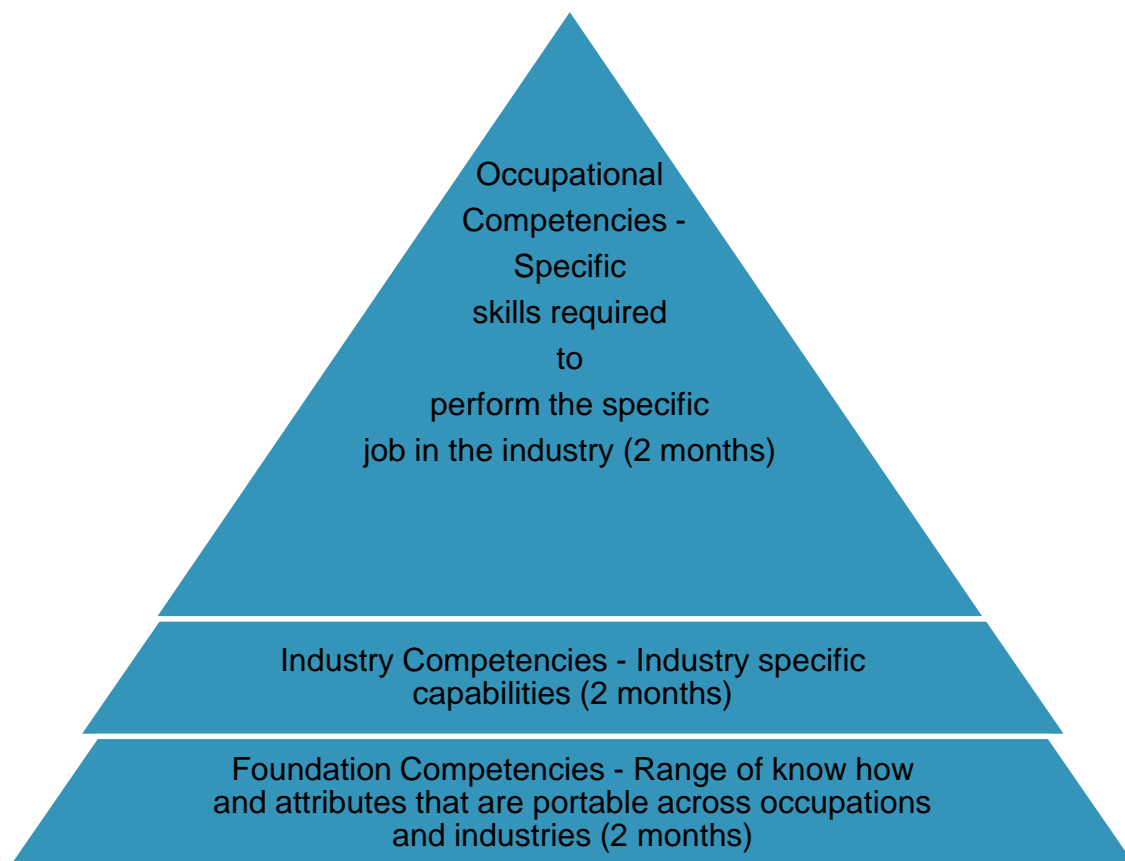 Occupational
Competencies -
Specific
skills required
to
perform the specific
job in the industry (2 months)
Industry Competencies - Industry specific
capabilities (2 months)
Foundation Competencies - Range of know how
and attributes that are portable across occupations
and industries (2 months)